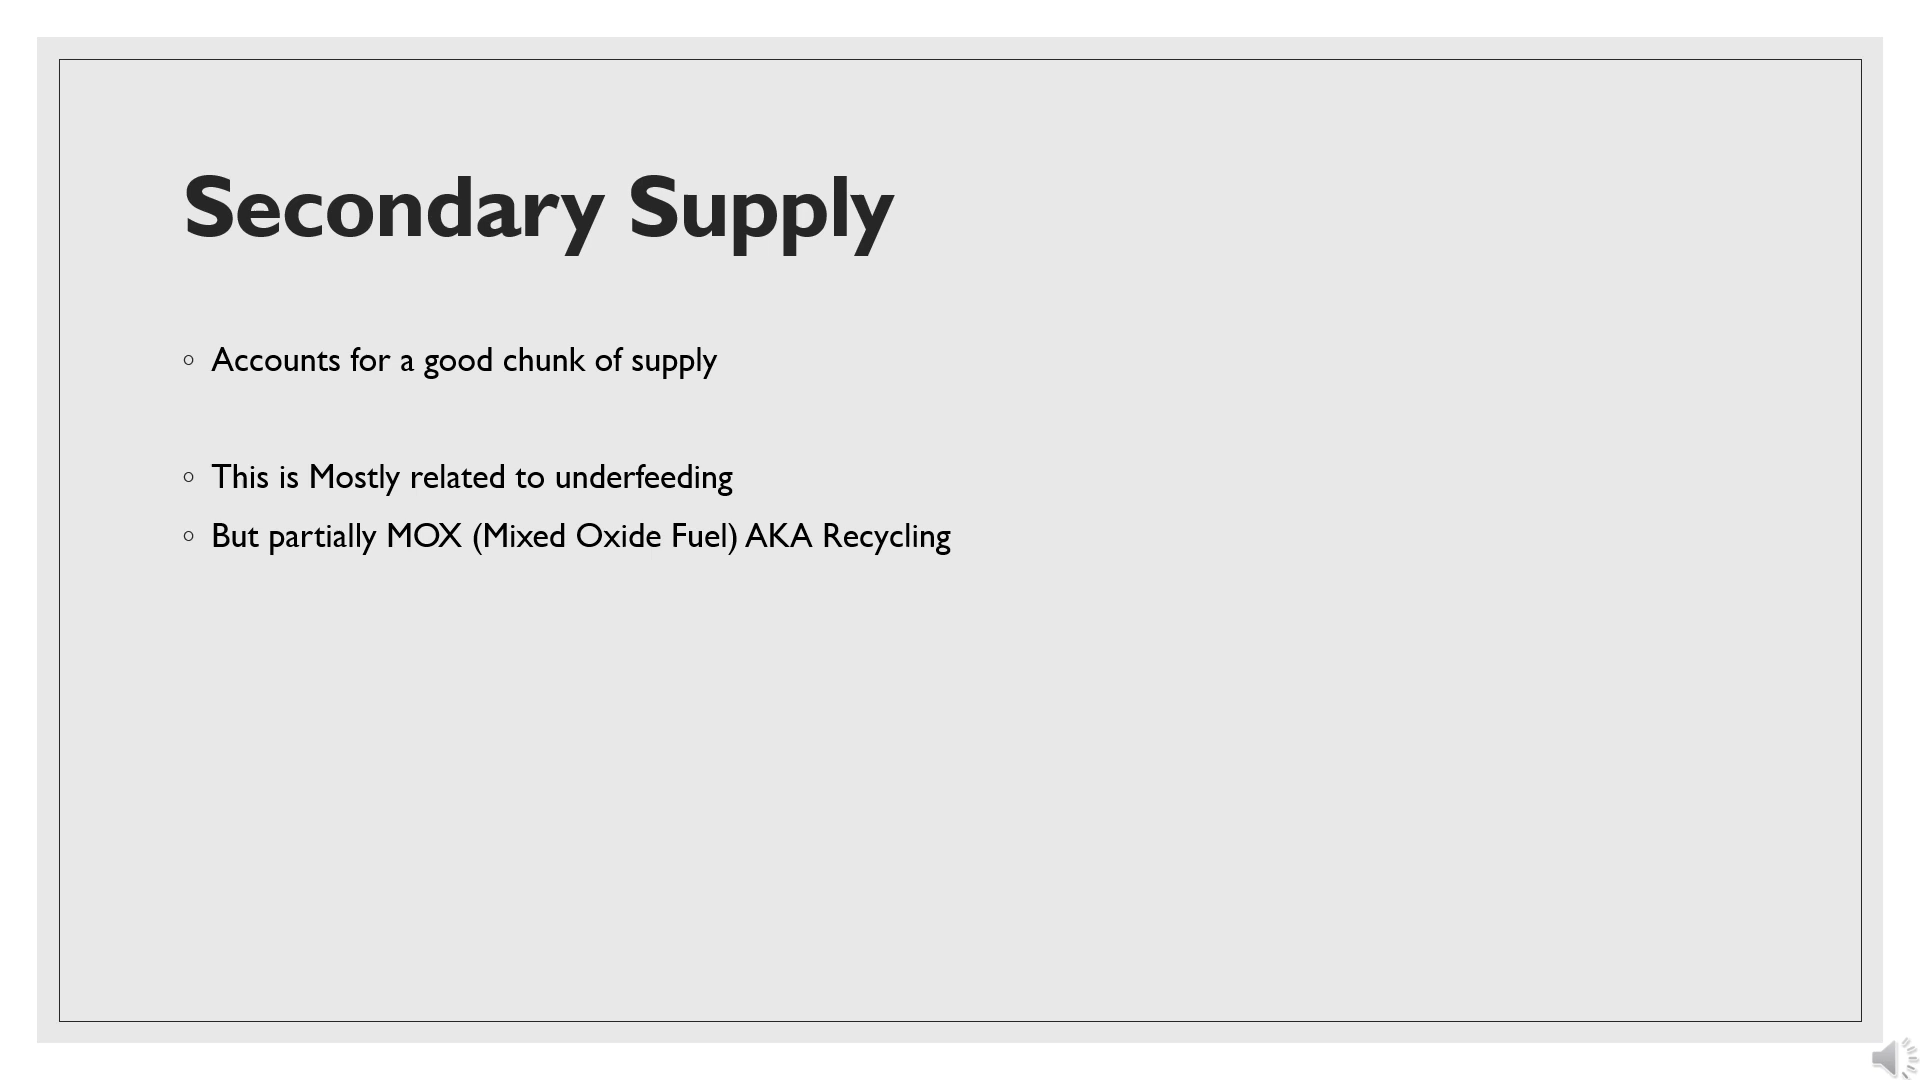 Secondary Supply
◦ Accounts for a good chunk of supply
◦ This is Mostly related to underfeeding
◦ But partially MOX (Mixed Oxide Fuel) AKA Recycling